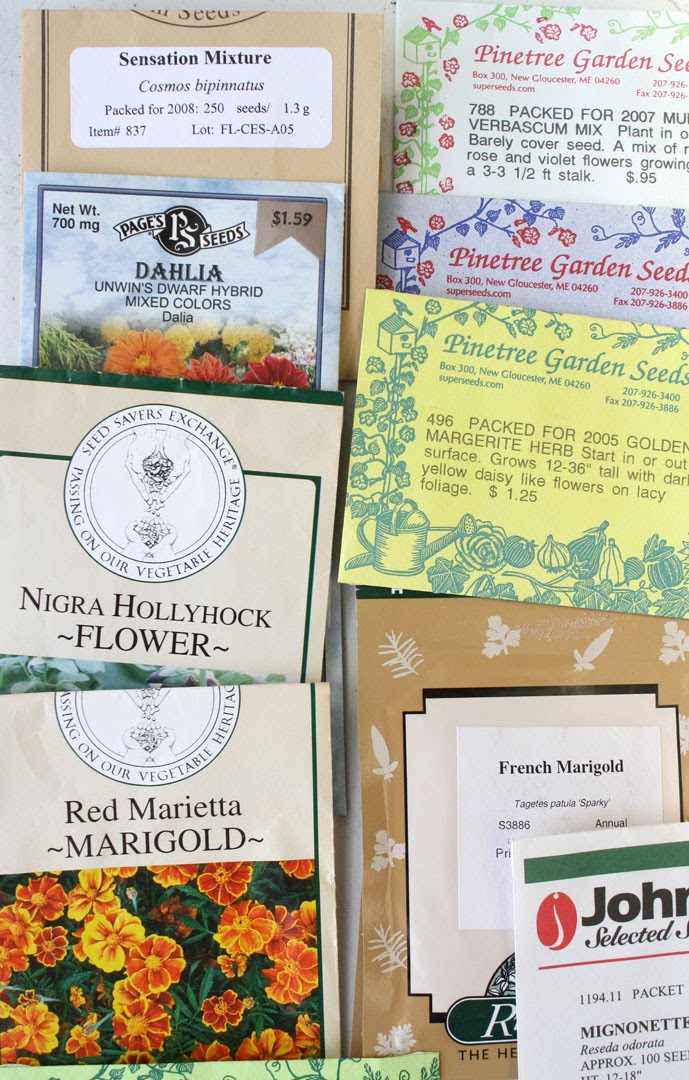 Sensation Mixture
Cosmos bipinnatus
Packed for 2008: 250 seeds/ 1.3 g
Item# 837 Lot: FL-CES-A05
Pinetree Garden
Box 300, New Gloucester, ME 04260
superseeds.com
207-926-
Fax 207-926-
788 PACKED FOR 2007
VERBASCUM MIX Plant in
Barely cover seed. A mix of
rose and violet flowers growing
a 3-3 1/2 ft stalk. $.95
Net Wt.
700 mg
PAGE'S PS SEEDS
$1.59
DAHLIA
UNWIN'S DWARF HYBRID
MIXED COLORS
Dalia
Pinetree Garden Seeds
Box 300, New Gloucester, ME 04260
superseeds.com
207-926-3400
Fax 207-926-3886
Pinetree Garden Seeds
Box 300, New Gloucester, ME 04260
superseeds.com
207-926-3400
Fax 207-926-3886
496 PACKED FOR 2005 GOLDEN
MARGERITE HERB Start in or out
surface. Grows 12-36" tall with dark
yellow daisy like flowers on lacy
foliage. $ 1.25
SEED SAVERS EXCHANGE®
PASSING ON OUR VEGETABLE HERITAGE
NIGRA HOLLYHOCK
~FLOWER~
PASSING ON OUR VEGETABLE HERITAGE
Red Marietta
~MARIGOLD~
French Marigold
Tagetes patula 'Sparky'
S3886 Annual
THE
John
Selected
1194.11 PACKET
MIGNONETTE
Reseda odorata
APPROX. 100
HT. 12-18"